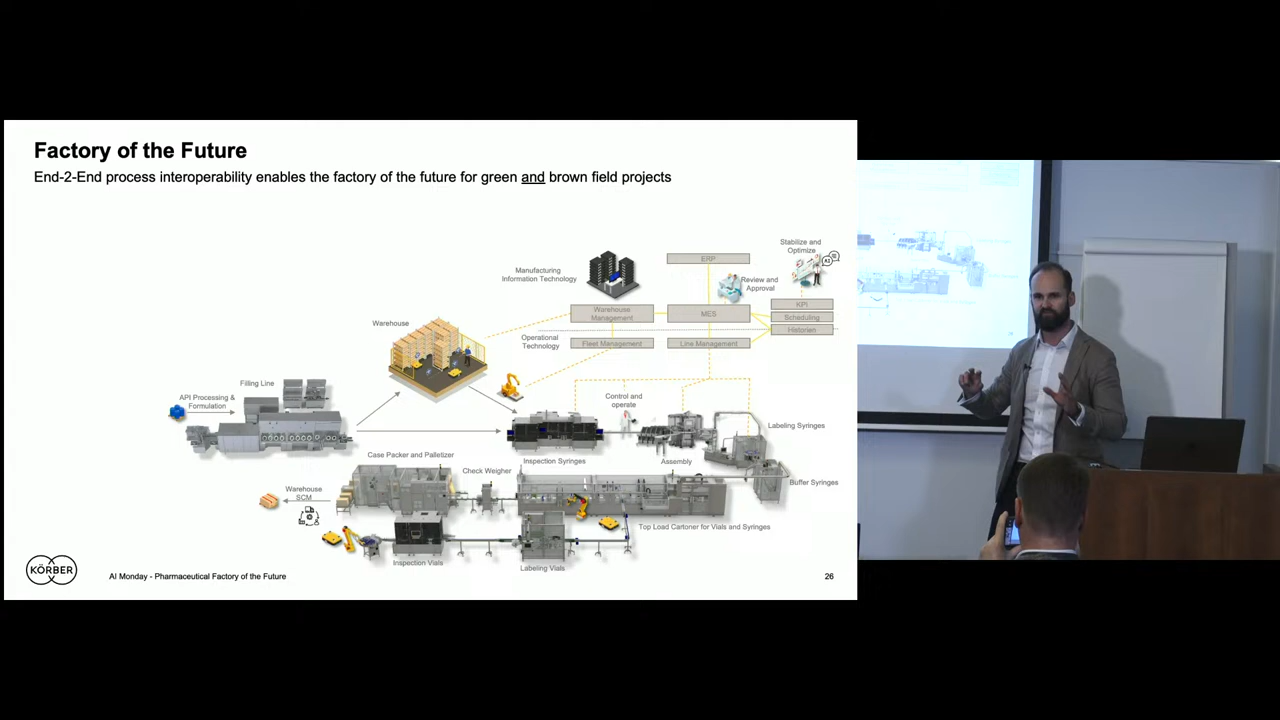 Factory of the Future
End-2-End process interoperability enables the factory of the future for green and brown field projects
Stabilize and
Optimize
ERP
Manufacturing
Information Technology
Review and
Approval
KPI
Warehouse
Management
MES
Scheduling
Warehouse
Historien
Operational
Technology
Fleet Management
Line Management
Filling Line
API Processing &
Formulation
Control and
operate
Labeling Syringes
Case Packer and Palletizer
Inspection Syringes
Assembly
Check Weigher
Buffer Syringes
Warehouse
SCM
Top Load Cartoner for Vials and Syringes
Inspection Vials
Labeling Vials
KÖRBER
AI Monday - Pharmaceutical Factory of the Future
26